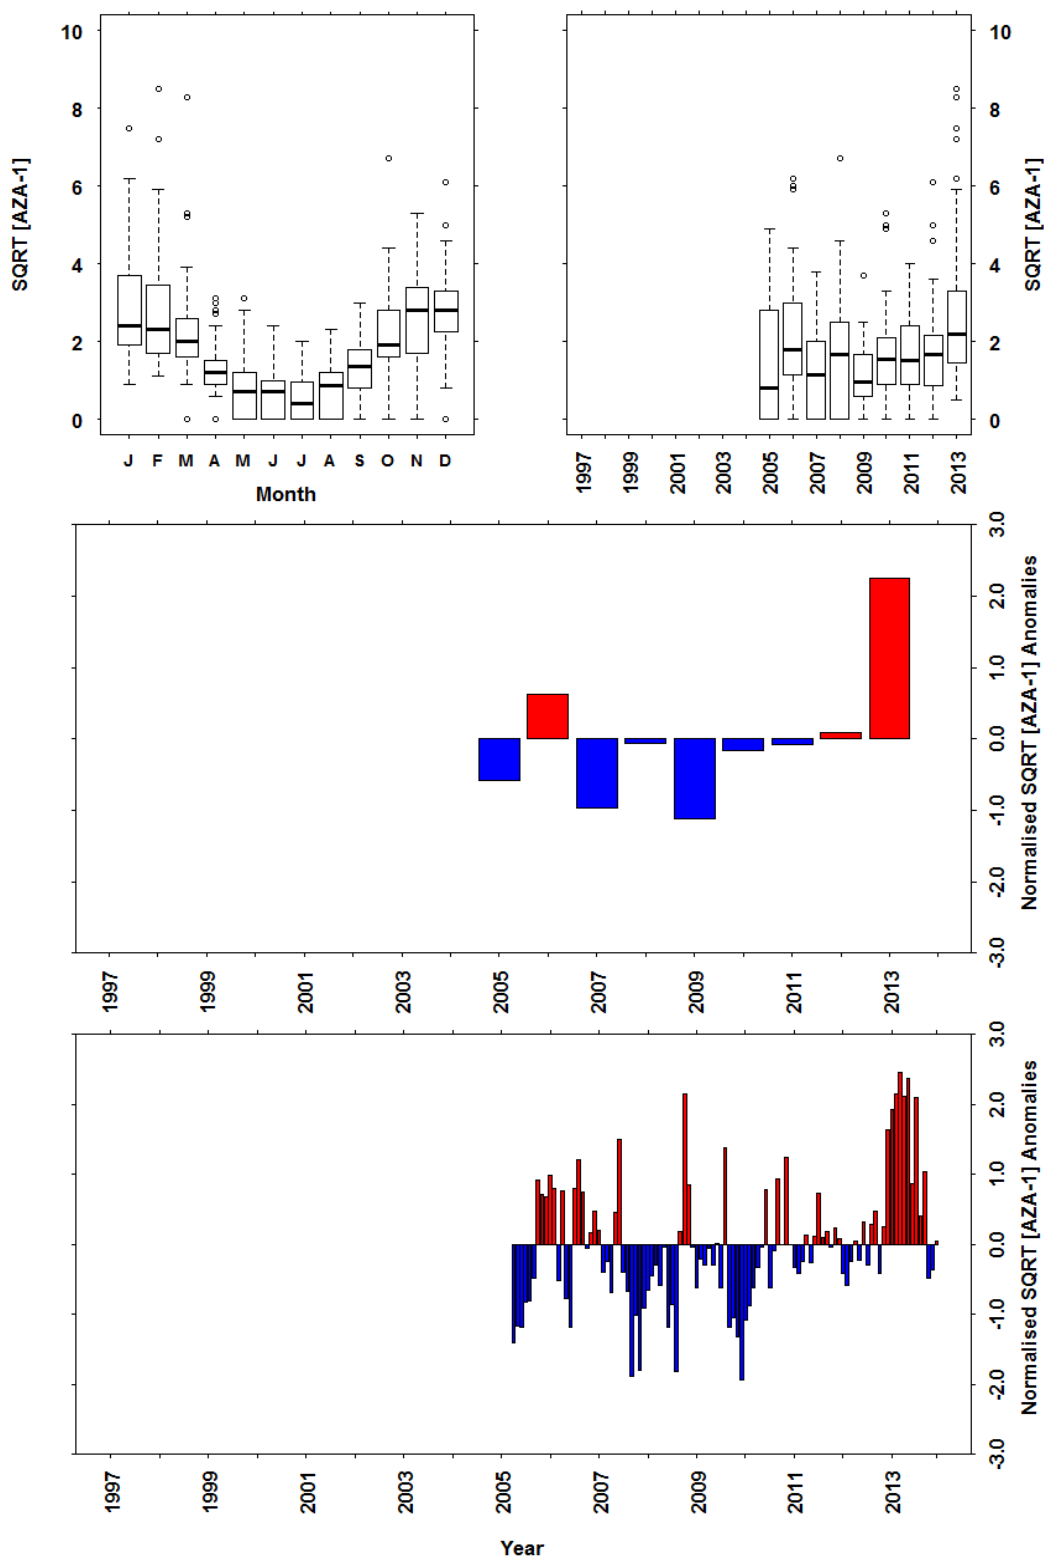 10
8
6
4
2
0
SQRT [AZA-1]
J F M A M J J A S O N D
Month
10
8
6
4
2
0
SQRT [AZA-1]
1997 1999 2001 2003 2005 2007 2009 2011 2013
3.0
2.0
1.0
0.0
-1.0
-2.0
-3.0
Normalised SQRT [AZA-1] Anomalies
1997 1999 2001 2003 2005 2007 2009 2011 2013
3.0
2.0
1.0
0.0
-1.0
-2.0
-3.0
Normalised SQRT [AZA-1] Anomalies
1997 1999 2001 2003 2005 2007 2009 2011 2013
Year